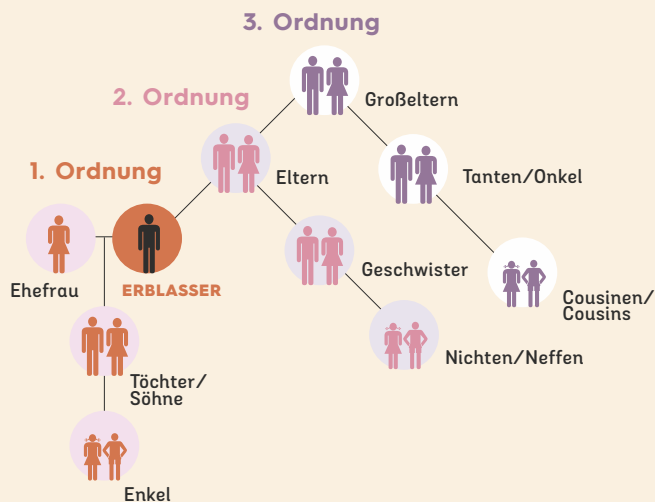 3. Ordnung
Großeltern
2. Ordnung
Eltern
Tanten/Onkel
1. Ordnung
Ehefrau
ERBLASSER
Geschwister
Cousinen/
Cousins
Nichten/Neffen
Töchter/
Söhne
Enkel